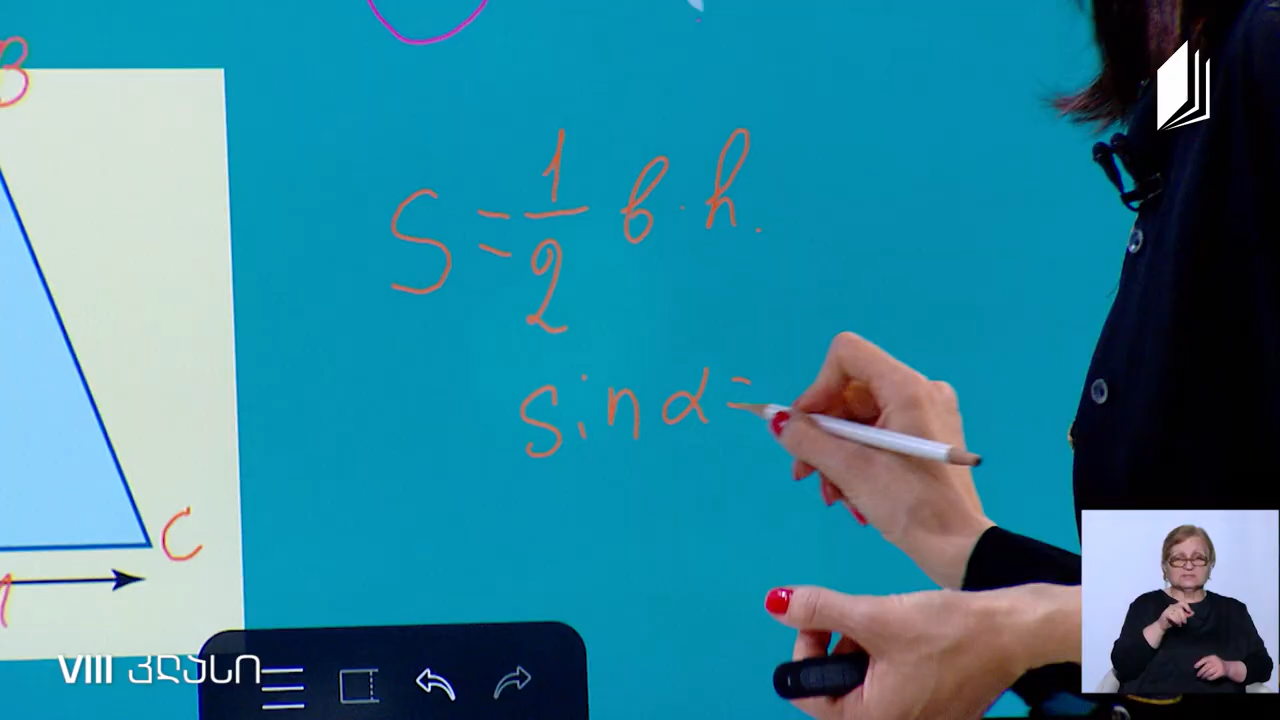 B
S = 1/2 b · h.
sin α =
C
VIII კლასი